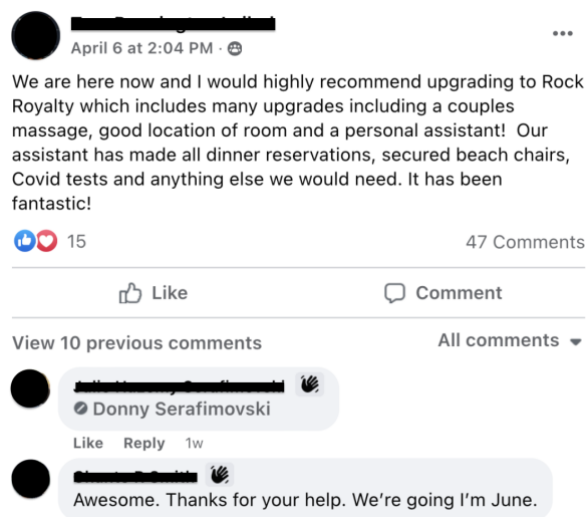 April 6 at 2:04 PM ·
We are here now and I would highly recommend upgrading to Rock
Royalty which includes many upgrades including a couples
massage, good location of room and a personal assistant!  Our
assistant has made all dinner reservations, secured beach chairs,
Covid tests and anything else we would need. It has been
fantastic!
15 47 Comments
Like Comment
View 10 previous comments All comments
Donny Serafimovski
Like Reply 1w
Awesome. Thanks for your help. We’re going I’m June.